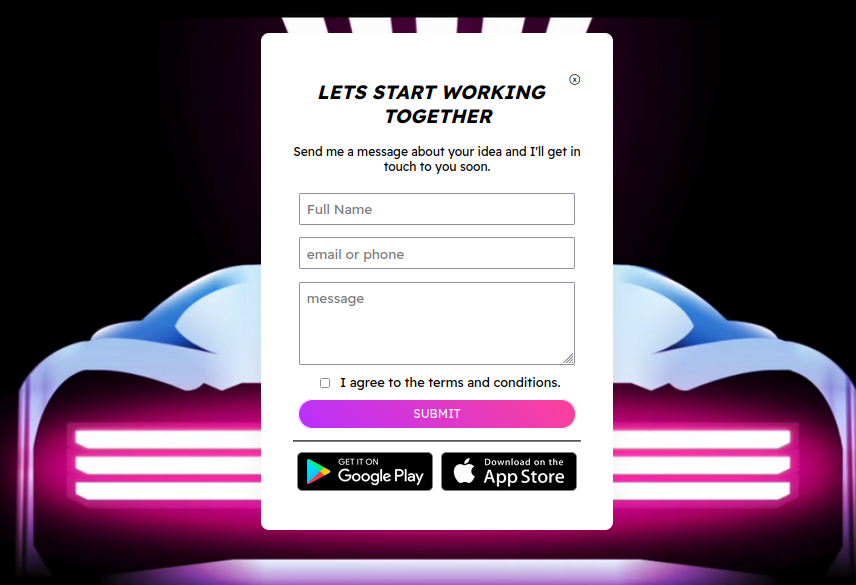 LETS START WORKING
TOGETHER
Send me a message about your idea and I'll get in
touch to you soon.
Full Name
email or phone
message
I agree to the terms and conditions.
SUBMIT
GET IT ON
Google Play
Download on the
App Store